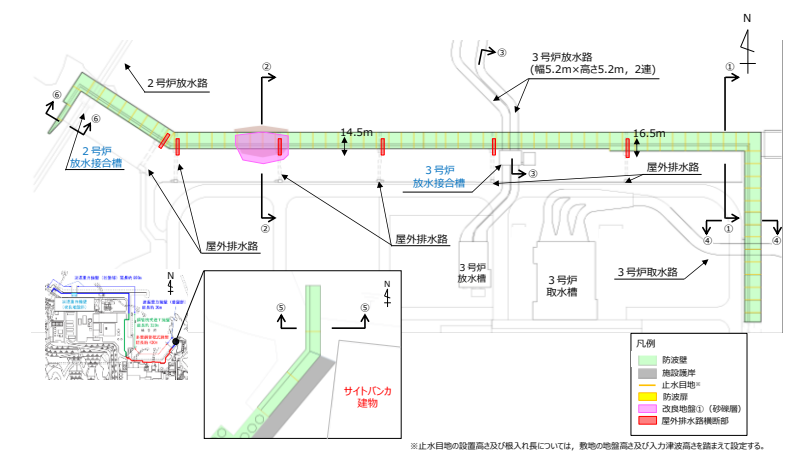 N
③
3号炉放水路
(幅5.2m×高さ5.2m，2連)
①
②
2号炉放水路
⑥
⑥
14.5m
16.5m
2号炉
放水接合槽
3号炉
放水接合槽
③
屋外排水路
②
①
④
④
屋外排水路
屋外排水路
3号炉
放水槽
3号炉
取水槽
3号炉取水路
N
N
⑤
⑤
サイトバンカ
建物
凡例
防波壁
施設護岸
止水目地※
防波扉
改良地盤①（砂礫層）
屋外排水路横断部
※止水目地の設置高さ及び根入れ長については，敷地の地盤高さ及び入力津波高さを踏まえて設定する。